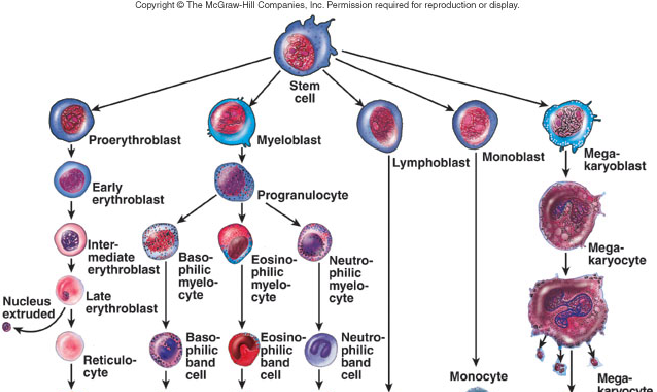 Copyright © The McGraw-Hill Companies, Inc. Permission required for reproduction or display.
Stem
cell
Proerythroblast
Myeloblast
Lymphoblast
Monoblast
Mega-
karyoblast
Early
erythroblast
Progranulocyte
Inter-
mediate
erythroblast
Baso-
philic
myelo-
cyte
Eosino-
philic
myelo-
cyte
Neutro-
philic
myelo-
cyte
Mega-
karyocyte
Nucleus
extruded
Late
erythroblast
Reticulo-
cyte
Baso-
philic
band
cell
Eosino-
philic
band
cell
Neutro-
philic
band
cell
Monocyte
Mega-
karyocyte